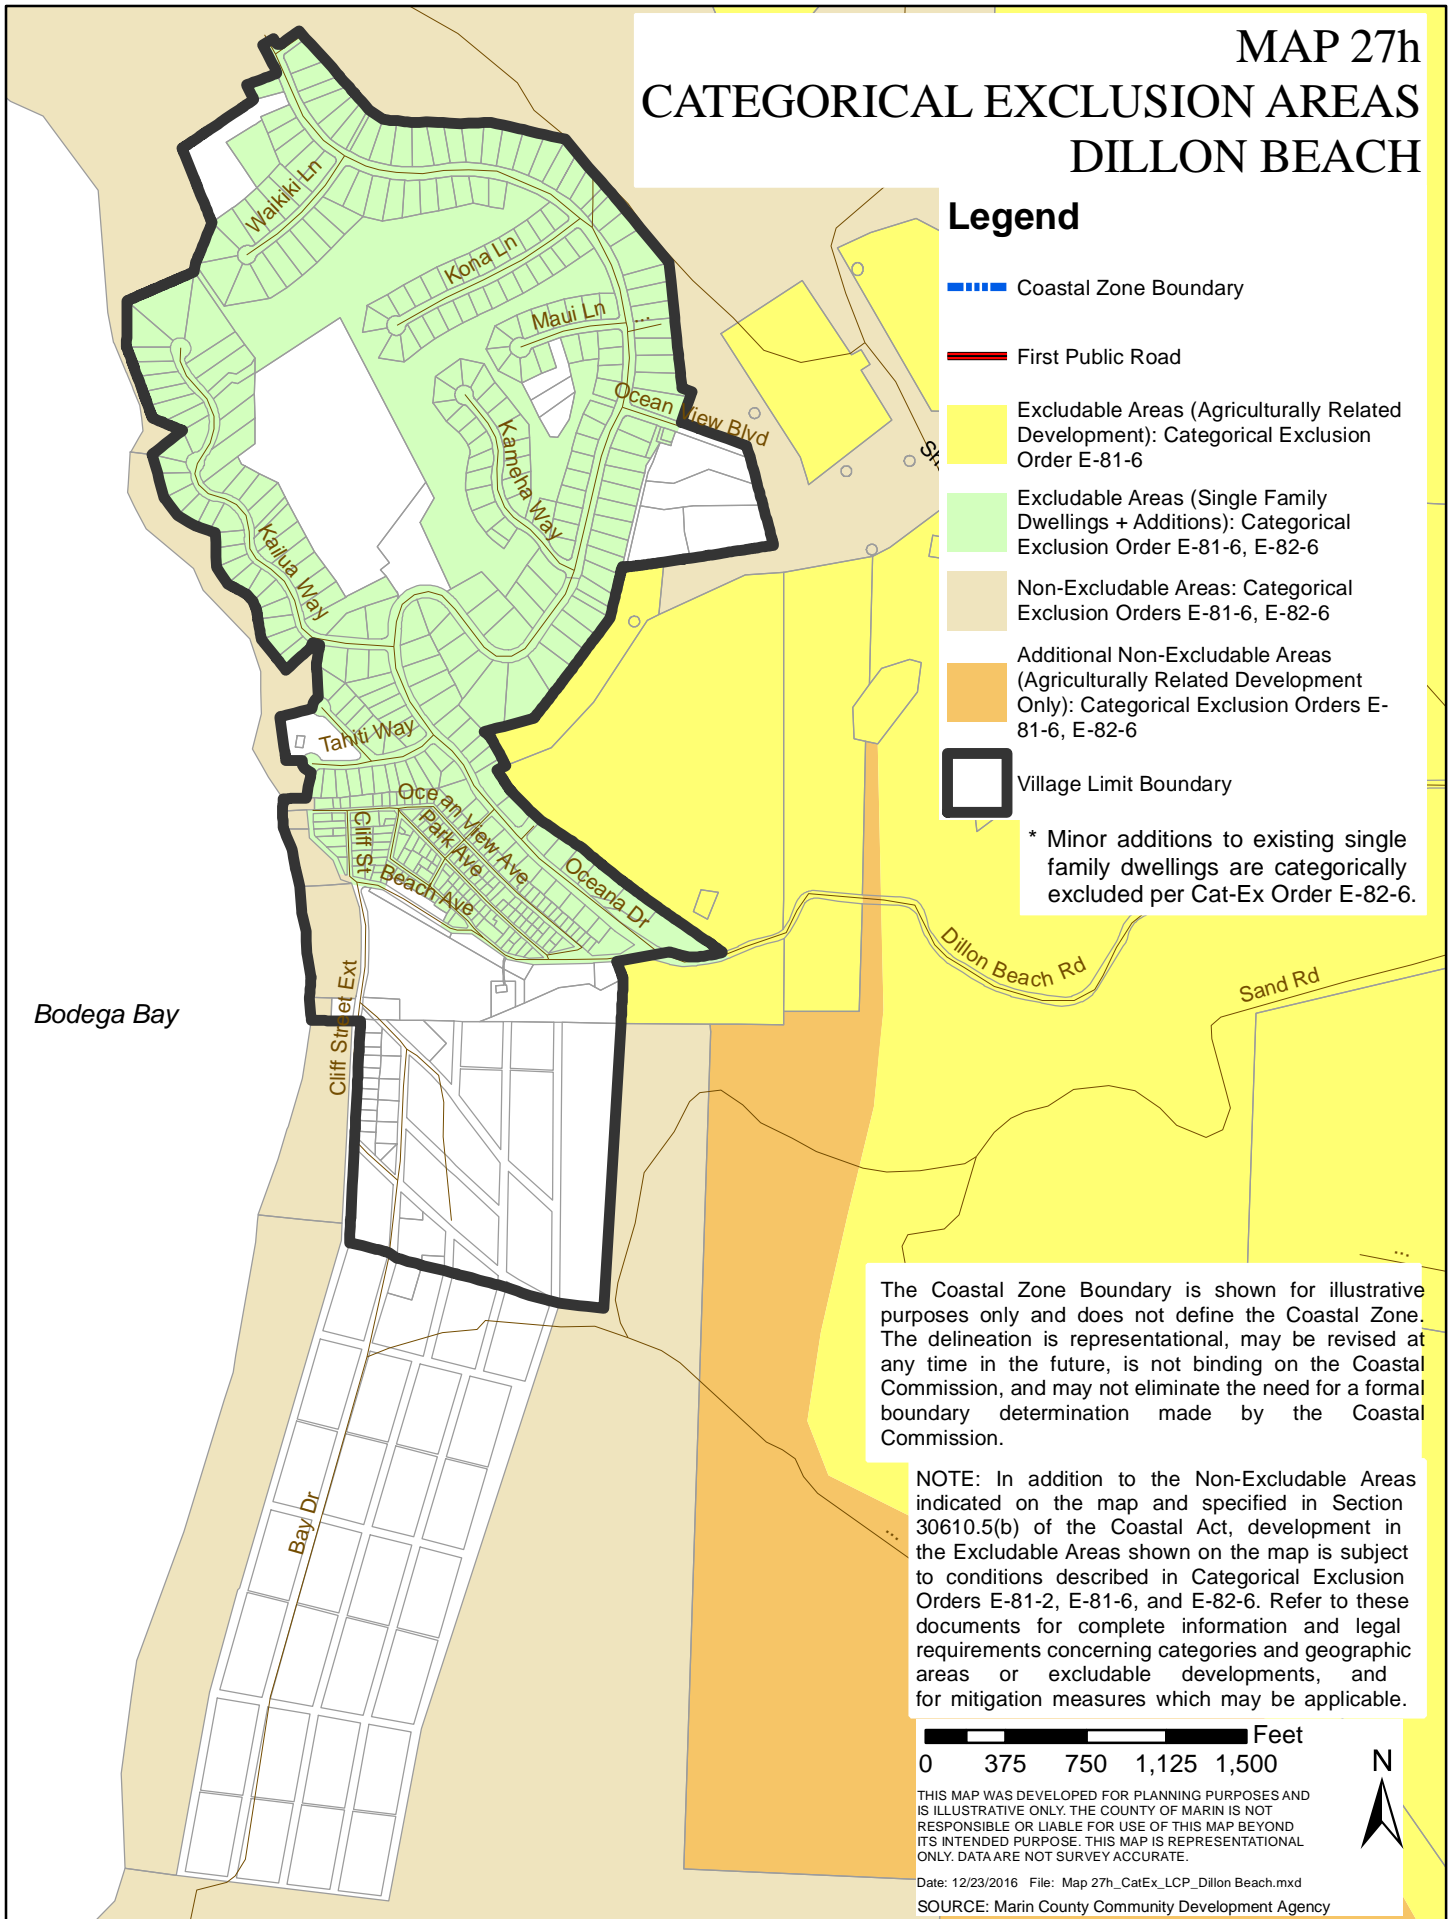 MAP 27h
CATEGORICAL EXCLUSION AREAS
DILLON BEACH
Legend
Coastal Zone Boundary
First Public Road
Excludable Areas (Agriculturally Related
Development): Categorical Exclusion
Order E-81-6
Excludable Areas (Single Family
Dwellings + Additions): Categorical
Exclusion Order E-81-6, E-82-6
Non-Excludable Areas: Categorical
Exclusion Orders E-81-6, E-82-6
Additional Non-Excludable Areas
(Agriculturally Related Development
Only): Categorical Exclusion Orders E-
81-6, E-82-6
Village Limit Boundary
* Minor additions to existing single
family dwellings are categorically
excluded per Cat-Ex Order E-82-6.
Waikiki Ln
Kona Ln
Maui Ln
...
Ocean View Blvd
Kameha Way
Kailua Way
Tahiti Way
Ocean View Ave
Park Ave
Cliff St
Beach Ave
Oceana Dr
Dillon Beach Rd
Sand Rd
Cliff Street Ext
Bodega Bay
Bay Dr
...
...
The Coastal Zone Boundary is shown for illustrative
purposes only and does not define the Coastal Zone.
The delineation is representational, may be revised at
any time in the future, is not binding on the Coastal
Commission, and may not eliminate the need for a formal
boundary determination made by the Coastal
Commission.
NOTE: In addition to the Non-Excludable Areas
indicated on the map and specified in Section
30610.5(b) of the Coastal Act, development in
the Excludable Areas shown on the map is subject
to conditions described in Categorical Exclusion
Orders E-81-2, E-81-6, and E-82-6. Refer to these
documents for complete information and legal
requirements concerning categories and geographic
areas or excludable developments, and
for mitigation measures which may be applicable.
Feet
0 375 750 1,125 1,500
N
THIS MAP WAS DEVELOPED FOR PLANNING PURPOSES AND
IS ILLUSTRATIVE ONLY. THE COUNTY OF MARIN IS NOT
RESPONSIBLE OR LIABLE FOR USE OF THIS MAP BEYOND
ITS INTENDED PURPOSE. THIS MAP IS REPRESENTATIONAL
ONLY. DATA ARE NOT SURVEY ACCURATE.
Date: 12/23/2016 File: Map 27h_CatEx_LCP_Dillon Beach.mxd
SOURCE: Marin County Community Development Agency